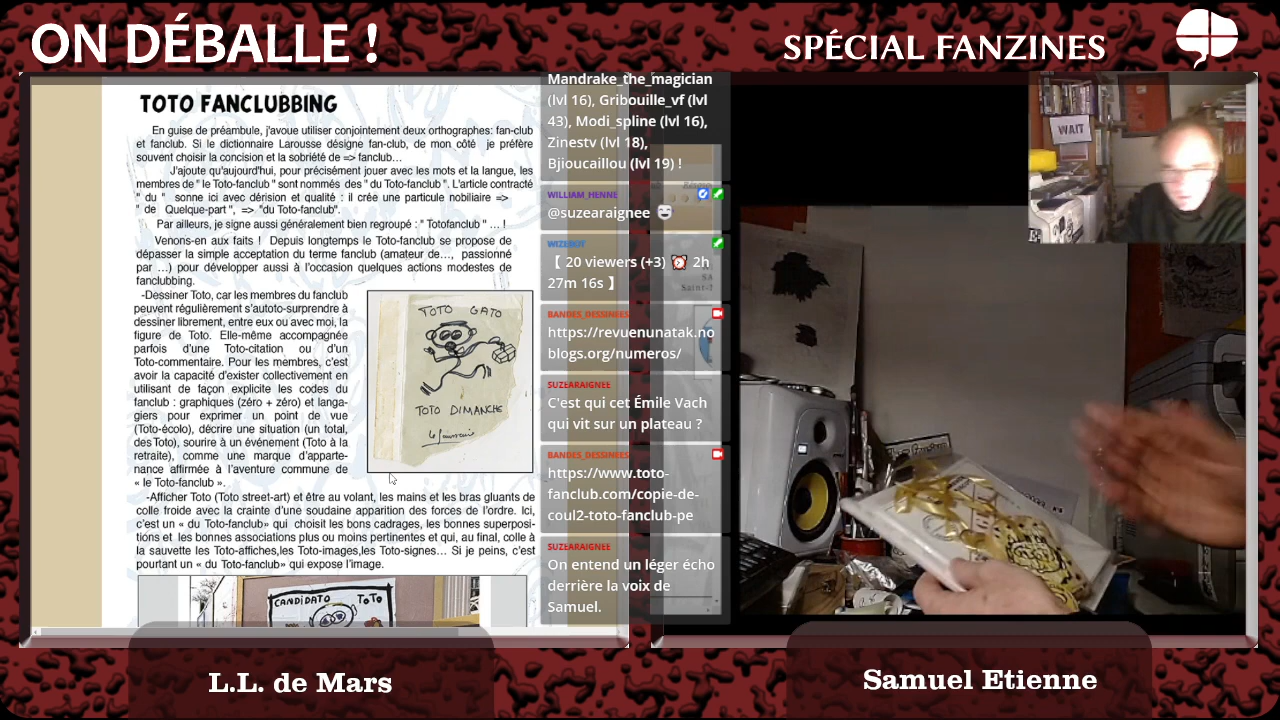 ON DÉBALLE !
SPÉCIAL FANZINES
TOTO FANCLUBBING
En guise de préambule, j'avoue utiliser conjointement deux orthographes: fan-club
et fanclub. Si le dictionnaire Larousse désigne fan-club, de mon côté je préfère
souvent choisir la concision et la sobriété de => fanclub...
J'ajoute qu'aujourd'hui, pour précisément jouer avec les mots et la langue, les
membres de " le Toto-fanclub " sont nommés des " du Toto-fanclub ". L'article contracté
" du " sonne ici avec dérision et qualité : il crée une particule nobiliaire =>
" de Quelque-part ", => "du Toto-fanclub".
Par ailleurs, je signe aussi généralement bien regroupé : " Totofanclub " ... !
Venons-en aux faits ! Depuis longtemps le Toto-fanclub se propose de
dépasser la simple acceptation du terme fanclub (amateur de..., passionné
par ...) pour développer aussi à l'occasion quelques actions modestes de
fanclubbing.
-Dessiner Toto, car les membres du fanclub
peuvent régulièrement s'autoto-surprendre à
dessiner librement, entre eux ou avec moi, la
figure de Toto. Elle-même accompagnée
parfois d'une Toto-citation ou d'un
Toto-commentaire. Pour les membres, c'est
avoir la capacité d'exister collectivement en
utilisant de façon explicite les codes du
fanclub : graphiques (zéro + zéro) et langa-
giers pour exprimer un point de vue
(Toto-écolo), décrire une situation (un total,
des Toto), sourire à un événement (Toto à la
retraite), comme une marque d'apparte-
nance affirmée à l'aventure commune de
« le Toto-fanclub ».
TOTO GATO
TOTO DIMANCHE
-Afficher Toto (Toto street-art) et être au volant, les mains et les bras gluants de
colle froide avec la crainte d'une soudaine apparition des forces de l'ordre. Ici,
c'est un « du Toto-fanclub» qui choisit les bons cadrages, les bonnes superposi-
tions et les bonnes associations plus ou moins pertinentes et qui, au final, colle à
la sauvette les Toto-affiches,les Toto-images,les Toto-signes... Si je peins, c'est
pourtant un « du Toto-fanclub» qui expose l'image.
CANDIDATO TOTO
Mandrake_the_magician
(lvl 16), Gribouille_vf (lvl
43), Modi_spline (lvl 16),
Zinestv (lvl 18),
Bjioucaillou (lvl 19) !
WILLIAM_HENNE
@suzearaignee
WIZEBOT
【 20 viewers (+3) ⏰ 2h
27m 16s 】
BANDES_DESSINEES
https://revuenunatak.no
blogs.org/numeros/
SUZEARAIGNEE
C'est qui cet Émile Vach
qui vit sur un plateau ?
BANDES_DESSINEES
https://www.toto-
fanclub.com/copie-de-
coul2-toto-fanclub-pe
SUZEARAIGNEE
On entend un léger écho
derrière la voix de
Samuel.
WAIT
L.L. de Mars
Samuel Etienne